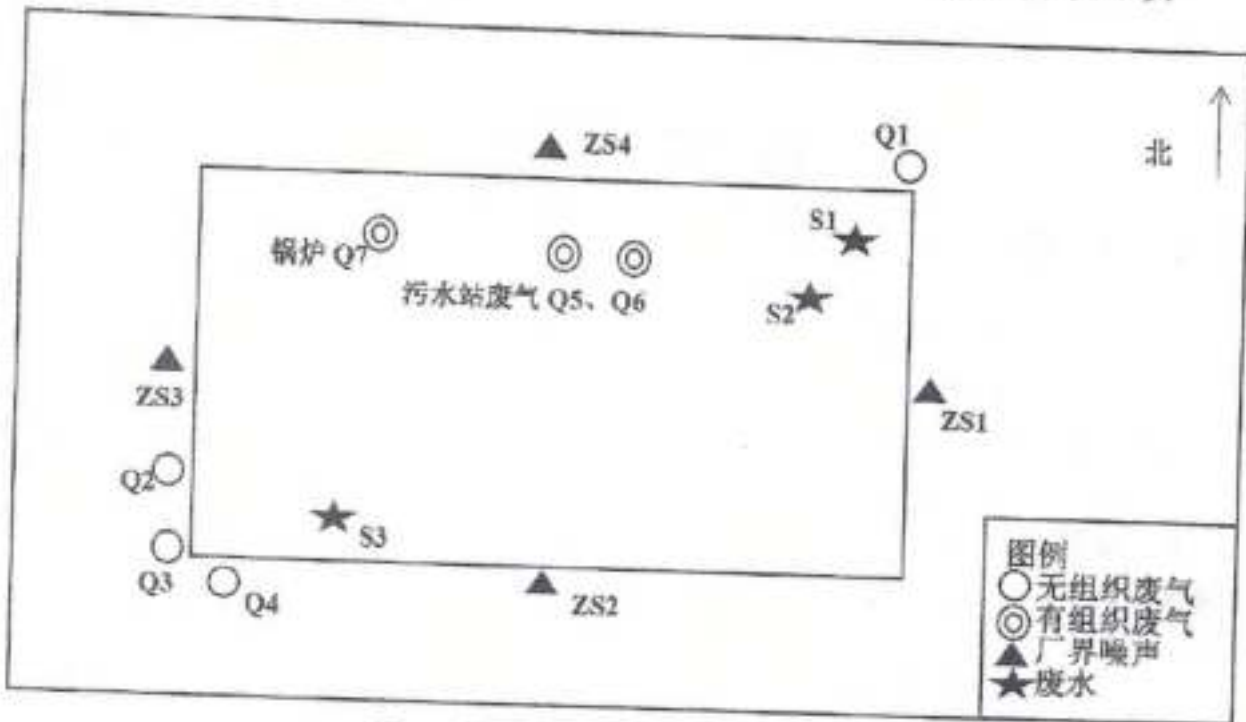 ZS4
Q1
北
S1
锅炉 Q7
污水站废气 Q5、Q6
S2
ZS3
ZS1
Q2
S3
Q3
Q4
ZS2
图例
无组织废气
有组织废气
厂界噪声
废水